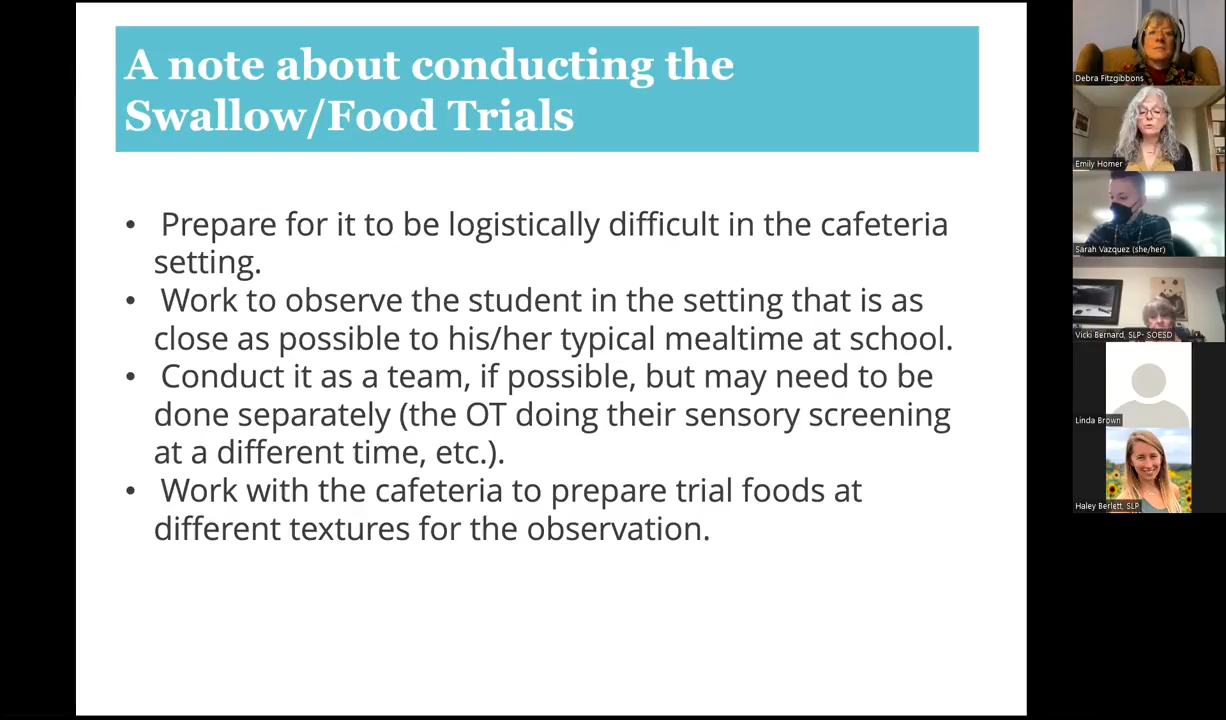 A note about conducting the
Swallow/Food Trials
• Prepare for it to be logistically difficult in the cafeteria
setting.
• Work to observe the student in the setting that is as
close as possible to his/her typical mealtime at school.
• Conduct it as a team, if possible, but may need to be
done separately (the OT doing their sensory screening
at a different time, etc.).
• Work with the cafeteria to prepare trial foods at
different textures for the observation.
Debra Fitzgibbons
Emily Homer
Sarah Vazquez (she/her)
Vicki Bernard, SLP- SOESD
Linda Brown
Haley Berlett, SLP